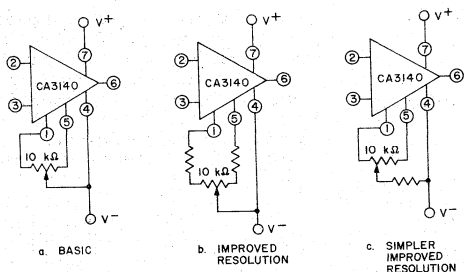 V+
7
2
CA3140
6
3
4
5
1
10 kΩ
V-
a. BASIC
V+
7
2
CA3140
6
3
4
5
1
10 kΩ
V-
b. IMPROVED
RESOLUTION
V+
7
2
CA3140
6
3
4
5
1
10 kΩ
V-
c. SIMPLER
IMPROVED
RESOLUTION